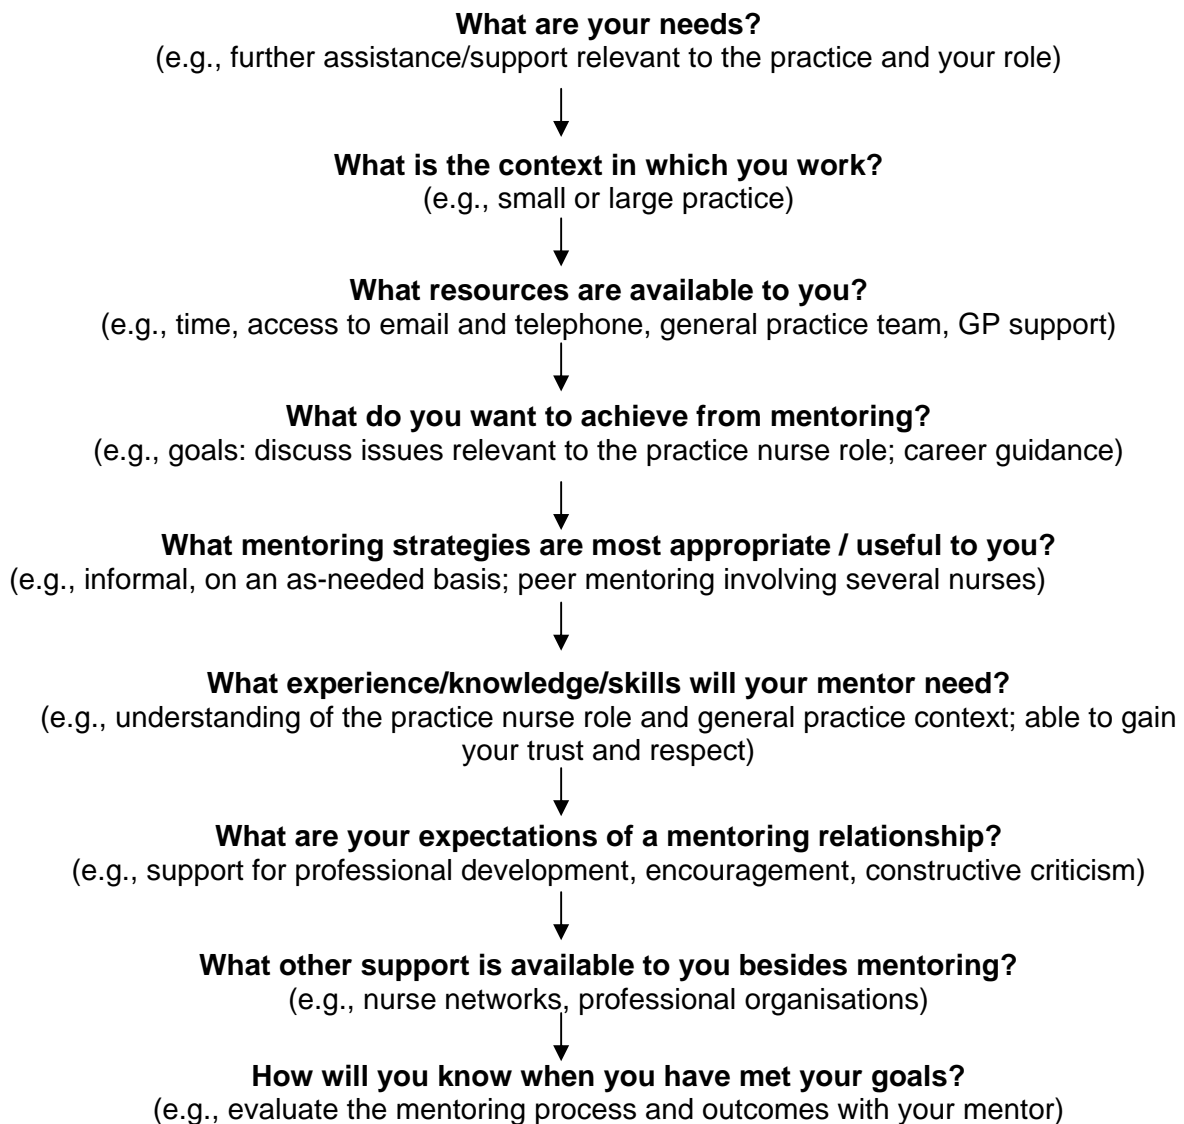 What are your needs?
(e.g., further assistance/support relevant to the practice and your role)
What is the context in which you work?
(e.g., small or large practice)
What resources are available to you?
(e.g., time, access to email and telephone, general practice team, GP support)
What do you want to achieve from mentoring?
(e.g., goals: discuss issues relevant to the practice nurse role; career guidance)
What mentoring strategies are most appropriate / useful to you?
(e.g., informal, on an as-needed basis; peer mentoring involving several nurses)
What experience/knowledge/skills will your mentor need?
(e.g., understanding of the practice nurse role and general practice context; able to gain
your trust and respect)
What are your expectations of a mentoring relationship?
(e.g., support for professional development, encouragement, constructive criticism)
What other support is available to you besides mentoring?
(e.g., nurse networks, professional organisations)
How will you know when you have met your goals?
(e.g., evaluate the mentoring process and outcomes with your mentor)